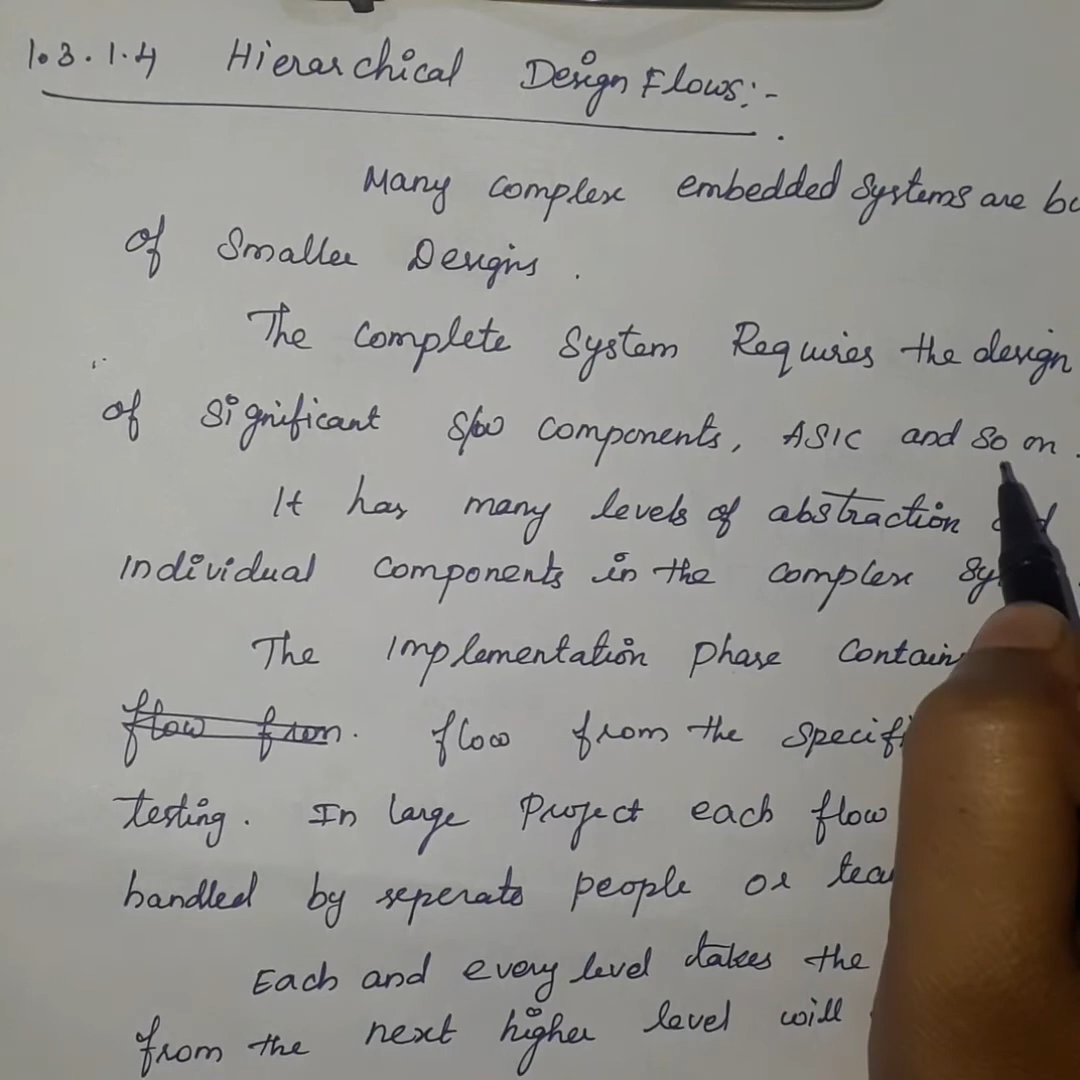 1.3.1.4 Hierarchical Design Flows:-
Many complex embedded systems are
of smaller Designs.
The complete system Requires the design
of significant s/w components, ASIC and so on.
It has many levels of abstraction
individual components in the complex
The implementation phase
flow from. flow from the
testing. In large Project each flow
handled by seperate people or
Each and every level takes the
from the next higher level will